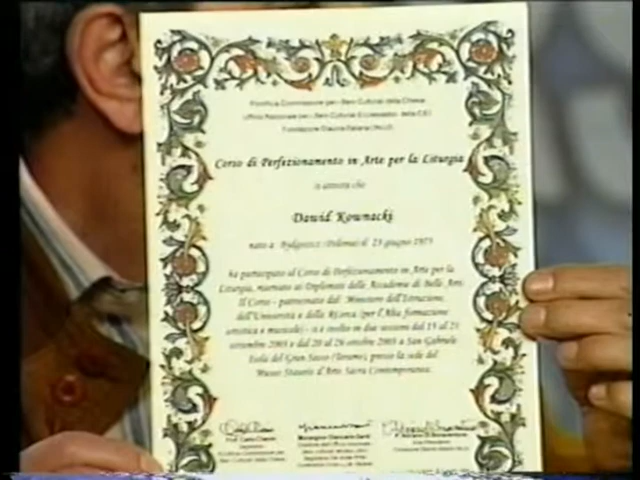 Pontificia Commissione per i Beni Culturali della Chiesa
Ufficio Nazionale per i Beni Culturali Ecclesiastici della CEI
Fondazione Staurós Italiana
Corso di Perfezionamento in Arte per la Liturgia
si attesta che
Dawid Kownacki
nato a Bydgoszcz (Polonia) il 23 giugno
ha partecipato al Corso di Perfezionamento in Arte per la
Liturgia, riservato ai Diplomati delle Accademie di Belle Arti.
Il Corso - patrocinato dal Ministero dell'Istruzione,
dell'Università e della Ricerca (per l'Alta formazione
artistica e musicale) - si è svolto in due sessioni dal 15 al 21
settembre 2003 e dal 20 al 26 ottobre 2003 a San Gabriele
Isola del Gran Sasso (Teramo), presso la sede del
Museo Staurós d'Arte Sacra Contemporanea.